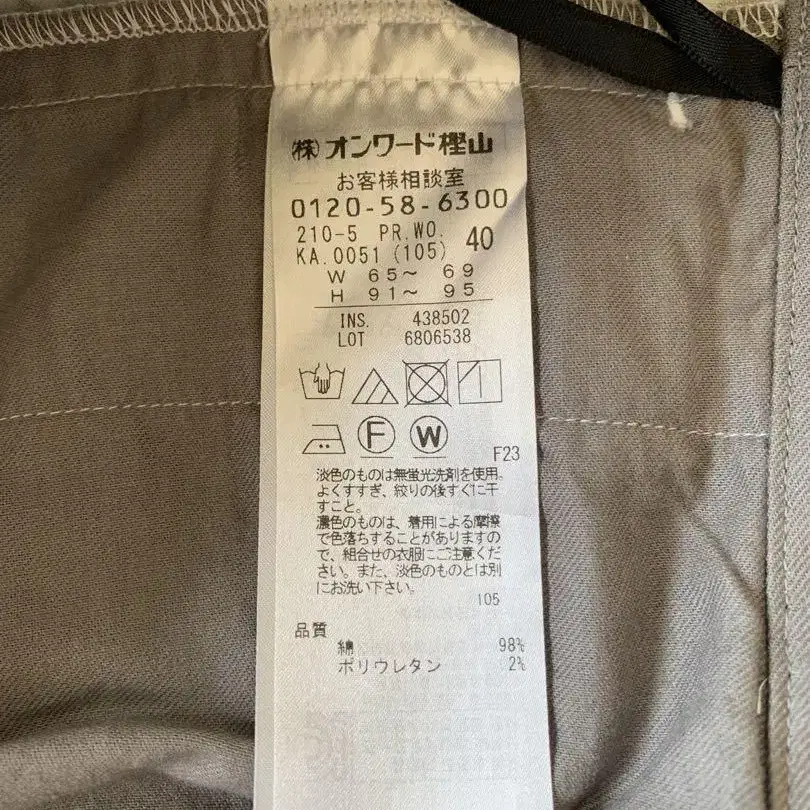 (株)オンワード樫山
お客様相談室
0120-58-6300
210-5 PR.WO. 40
KA.0051 (105)
W 65~ 69
H 91~ 95
INS. 438502
LOT 6806538
F W
F23
淡色のものは無蛍光洗剤を使用。
よくすすぎ、絞りの後すぐに干
すこと。
濃色のものは、着用による摩擦
で色落ちすることがありますの
で、組合せの衣服にご注意くだ
さい。また、淡色のものとは別
にお洗い下さい。
105
品質
綿 98%
ポリウレタン 2%